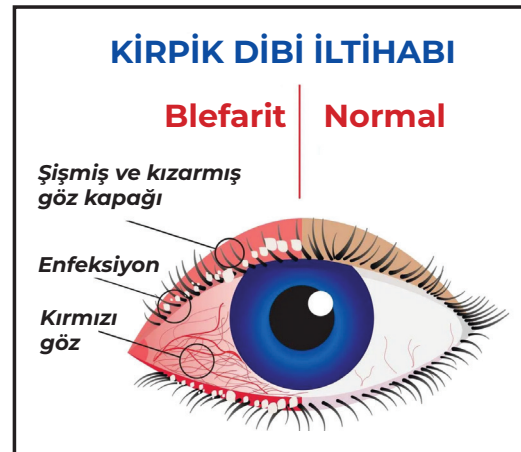 KİRPİK DİBİ İLTİHABI
Blefarit
Normal
Şişmiş ve kızarmış
göz kapağı
Enfeksiyon
Kırmızı
göz